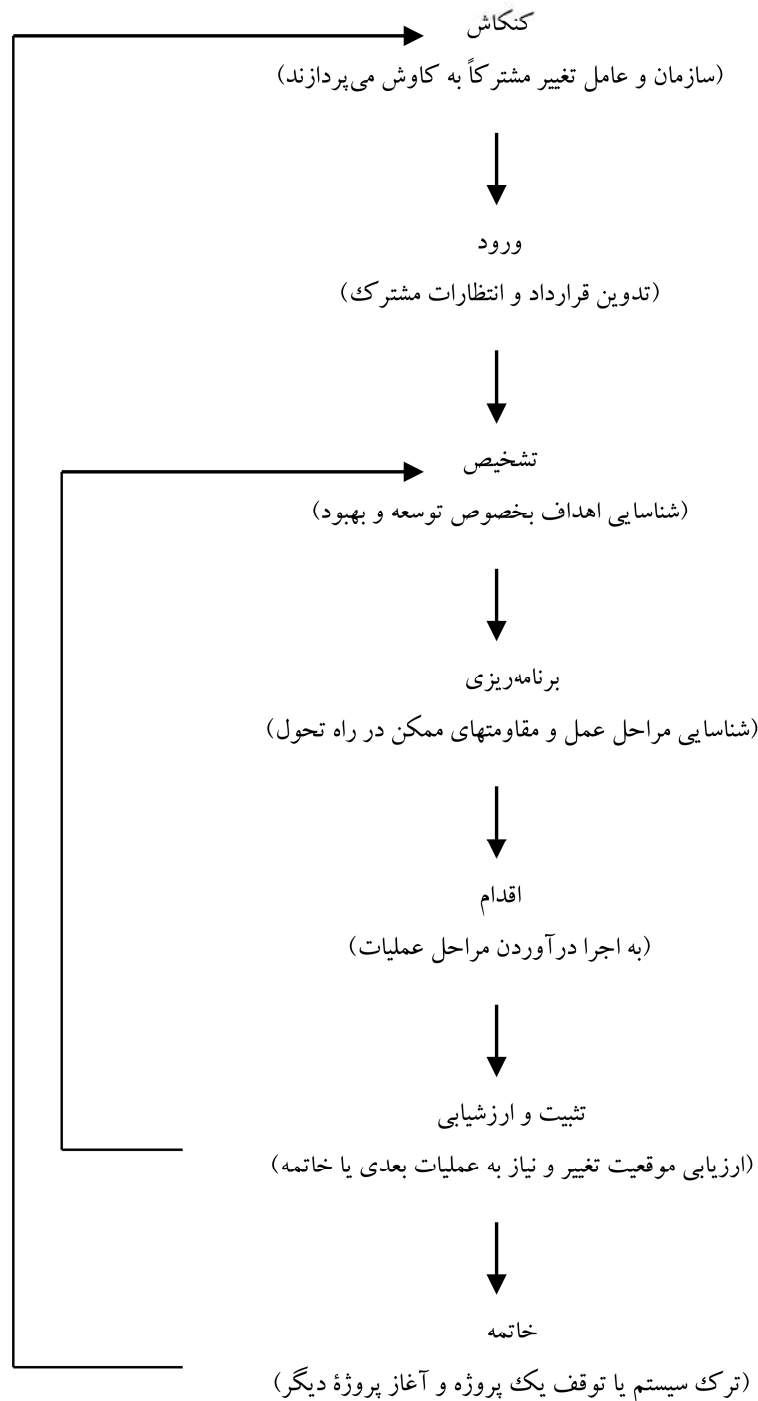 کنکاش
(سازمان و عامل تغییر مشترکاً به کاوش می‌پردازند)
ورود
(تدوین قرارداد و انتظارات مشترک)
تشخیص
(شناسایی اهداف بخصوص توسعه و بهبود)
برنامه‌ریزی
(شناسایی مراحل عمل و مقاومتهای ممکن در راه تحول)
اقدام
(به اجرا درآوردن مراحل عملیات)
تثبیت و ارزشیابی
(ارزیابی موقعیت تغییر و نیاز به عملیات بعدی یا خاتمه)
خاتمه
(ترک سیستم یا توقف یک پروژه و آغاز پروژۀ دیگر)